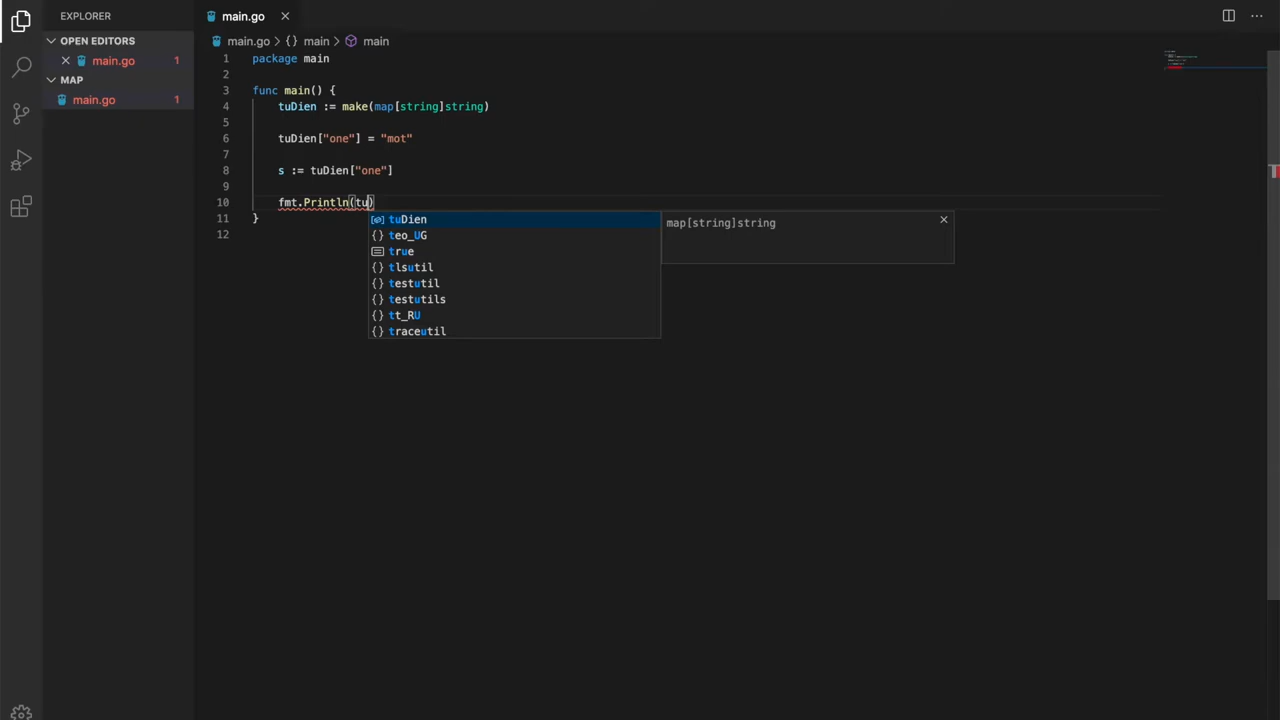 EXPLORER
main.go
OPEN EDITORS
main.go 1
MAP
main.go 1
main.go > {} main > main
1 package main
2
3 func main() {
4 tuDien := make(map[string]string)
5
6 tuDien["one"] = "mot"
7
8 s := tuDien["one"]
9
10 fmt.Println(tu)
11 }
12
tuDien
map[string]string
{} teo_UG
true
{} tlsutil
{} testutil
{} testutils
{} tt_RU
{} traceutil